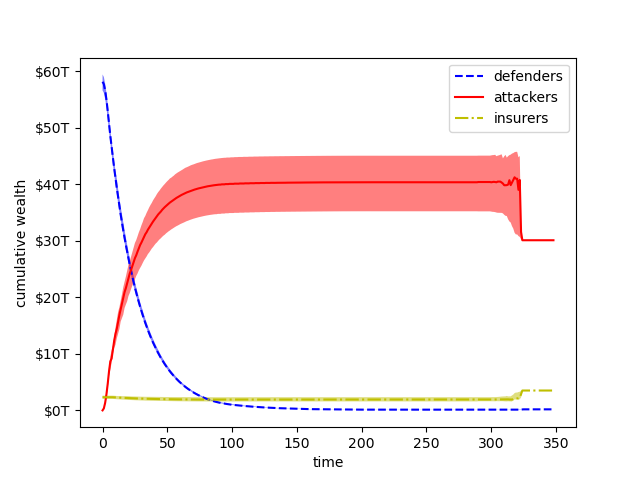 $60T
$50T
$40T
$30T
$20T
$10T
$0T
cumulative wealth
defenders
attackers
insurers
0 50 100 150 200 250 300 350
time